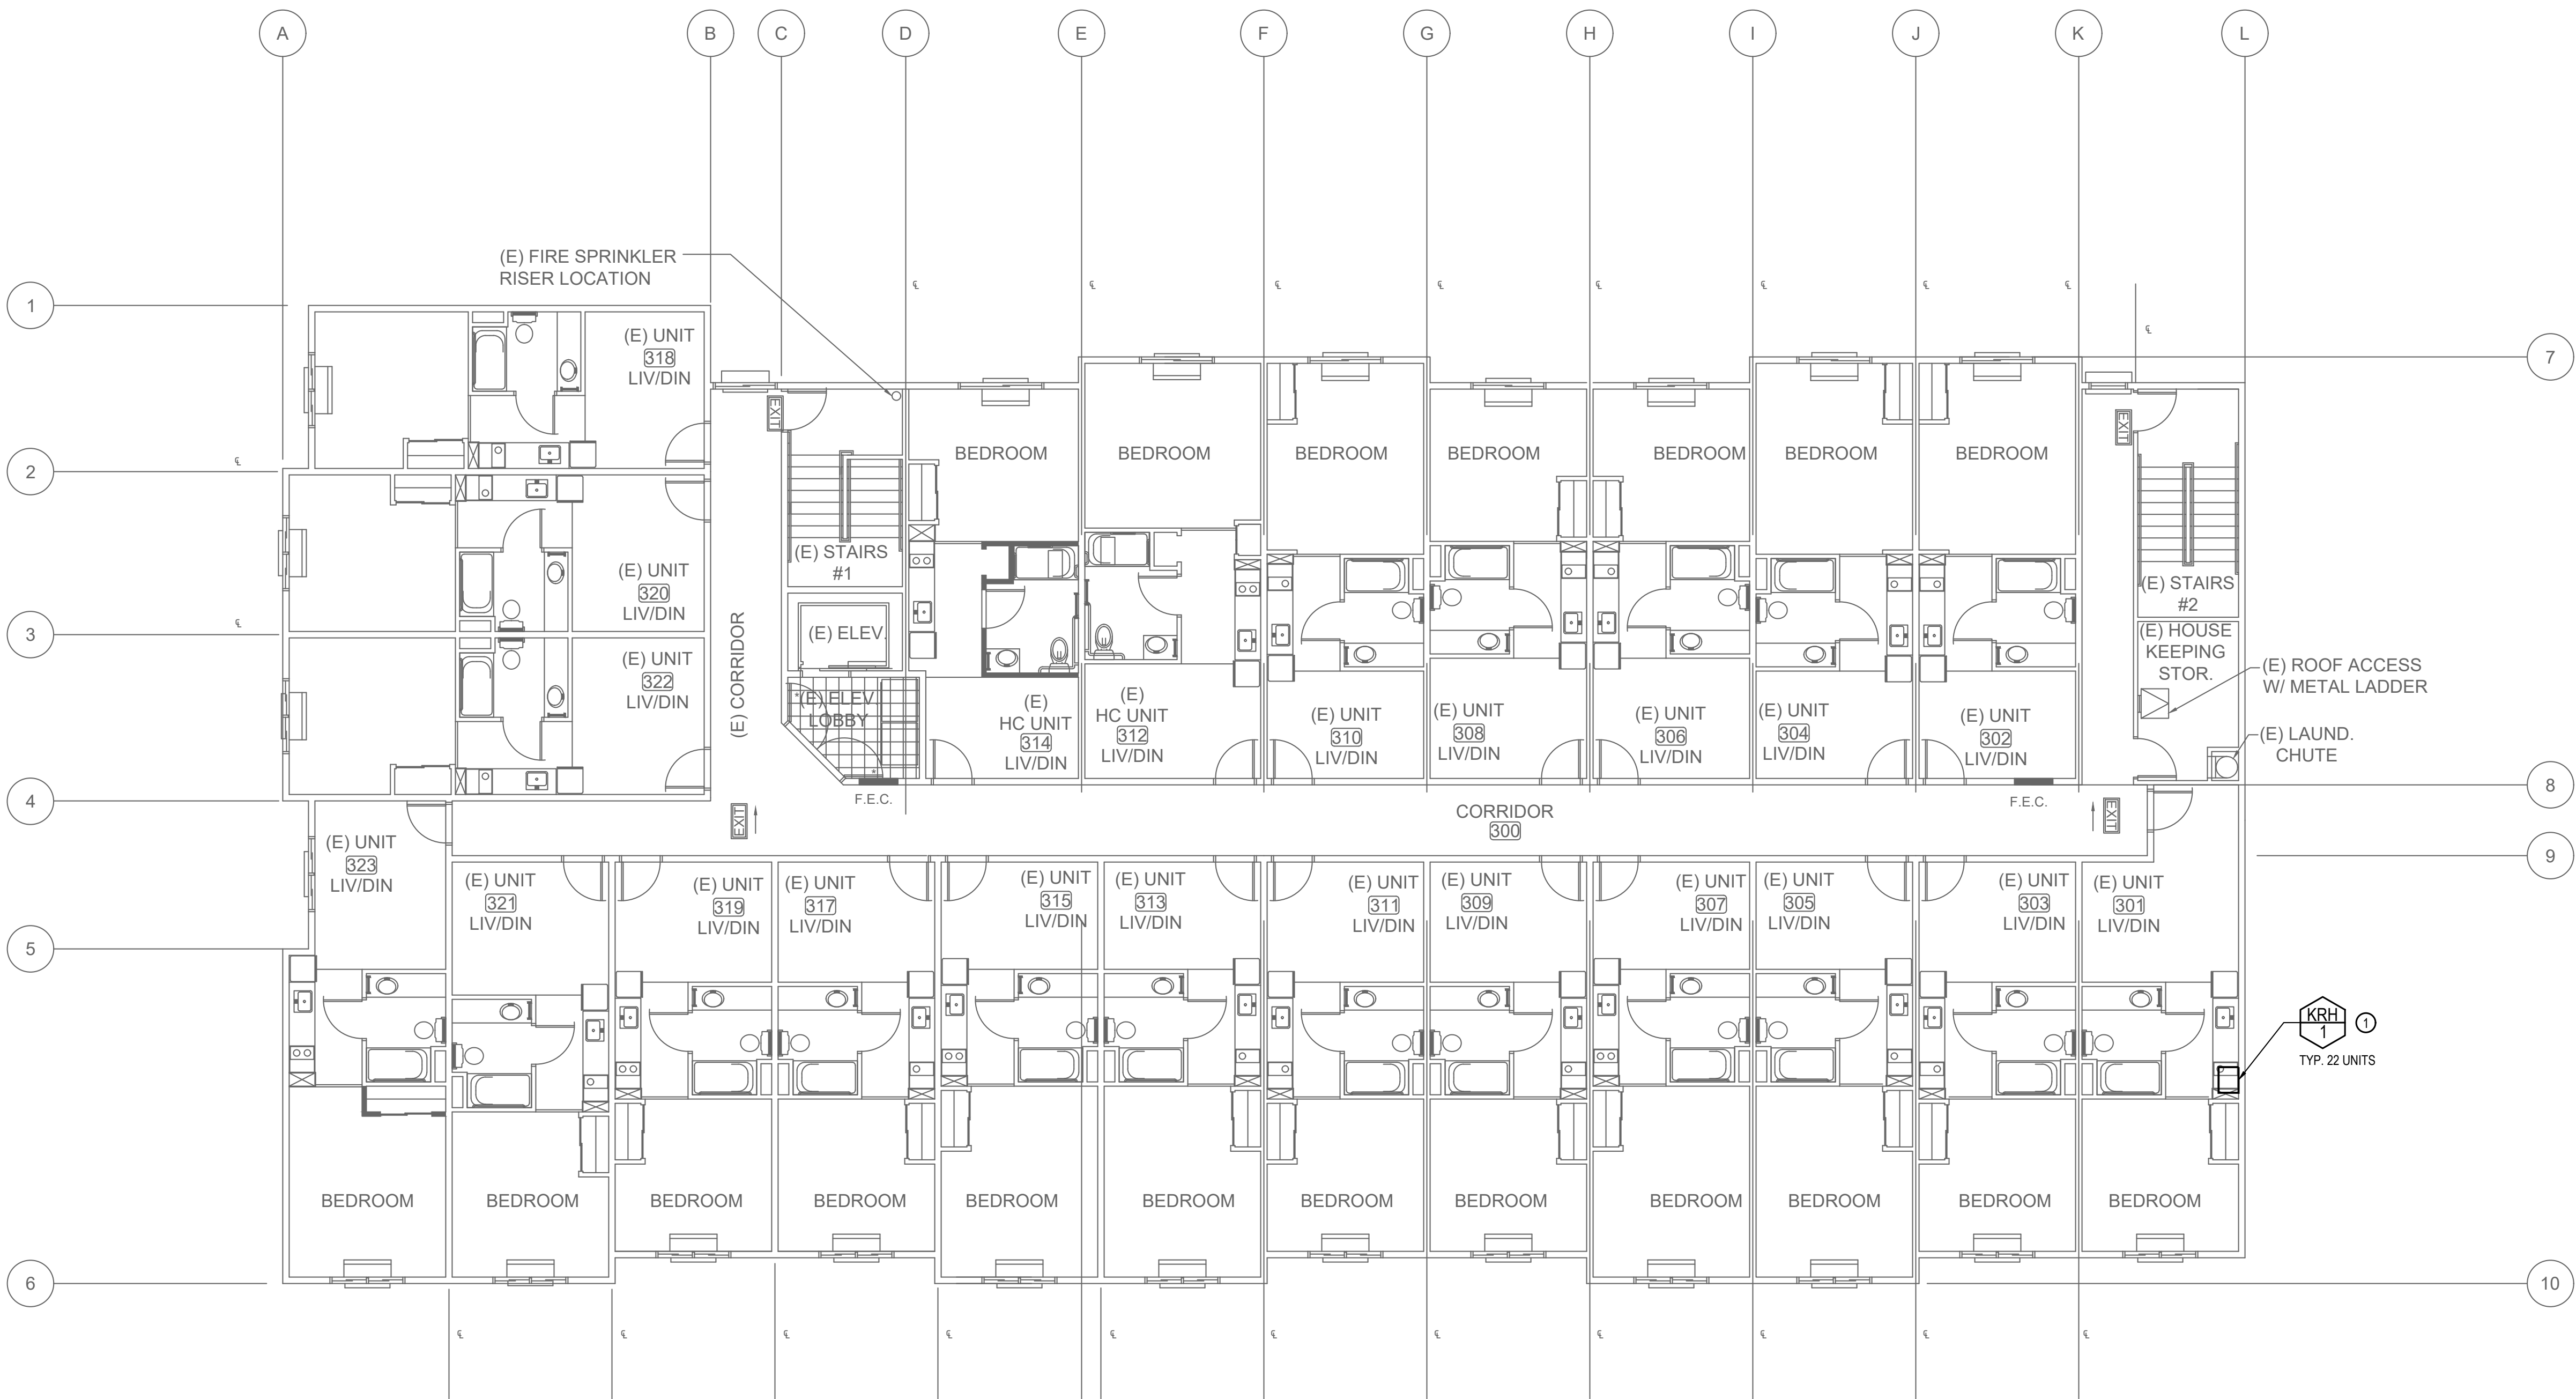 A
B
C
D
E
F
G
H
I
J
K
L
(E) FIRE SPRINKLER
RISER LOCATION
℄
℄
℄
℄
℄
℄
℄
℄
℄
1
7
(E) UNIT
318
LIV/DIN
EXIT
EXIT
BEDROOM
BEDROOM
BEDROOM
BEDROOM
BEDROOM
BEDROOM
BEDROOM
℄
2
(E) STAIRS
#1
(E) UNIT
320
LIV/DIN
(E) STAIRS
#2
℄
3
(E) ELEV.
(E) CORRIDOR
(E) HOUSE
KEEPING
STOR.
(E) ROOF ACCESS
W/ METAL LADDER
(E) UNIT
322
LIV/DIN
(E) ELEV.
LOBBY
(E)
HC UNIT
314
LIV/DIN
(E)
HC UNIT
312
LIV/DIN
(E) UNIT
310
LIV/DIN
(E) UNIT
308
LIV/DIN
(E) UNIT
306
LIV/DIN
(E) UNIT
304
LIV/DIN
(E) UNIT
302
LIV/DIN
(E) LAUND.
CHUTE
4
8
F.E.C.
F.E.C.
EXIT
EXIT
CORRIDOR
300
9
(E) UNIT
323
LIV/DIN
(E) UNIT
321
LIV/DIN
(E) UNIT
319
LIV/DIN
(E) UNIT
317
LIV/DIN
(E) UNIT
315
LIV/DIN
(E) UNIT
313
LIV/DIN
(E) UNIT
311
LIV/DIN
(E) UNIT
309
LIV/DIN
(E) UNIT
307
LIV/DIN
(E) UNIT
305
LIV/DIN
(E) UNIT
303
LIV/DIN
(E) UNIT
301
LIV/DIN
5
KRH
1
1
TYP. 22 UNITS
BEDROOM
BEDROOM
BEDROOM
BEDROOM
BEDROOM
BEDROOM
BEDROOM
BEDROOM
BEDROOM
BEDROOM
BEDROOM
BEDROOM
6
10
℄
℄
℄
℄
℄
℄
℄
℄
℄
℄
℄